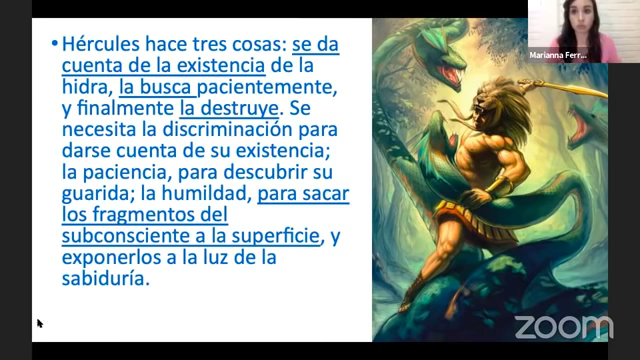 • Hércules hace tres cosas: se da
cuenta de la existencia de la
hidra, la busca pacientemente,
y finalmente la destruye. Se
necesita la discriminación para
darse cuenta de su existencia;
la paciencia, para descubrir su
guarida; la humildad, para sacar
los fragmentos del
subconsciente a la superficie, y
exponerlos a la luz de la
sabiduría.
Marianna Ferr...
zoom